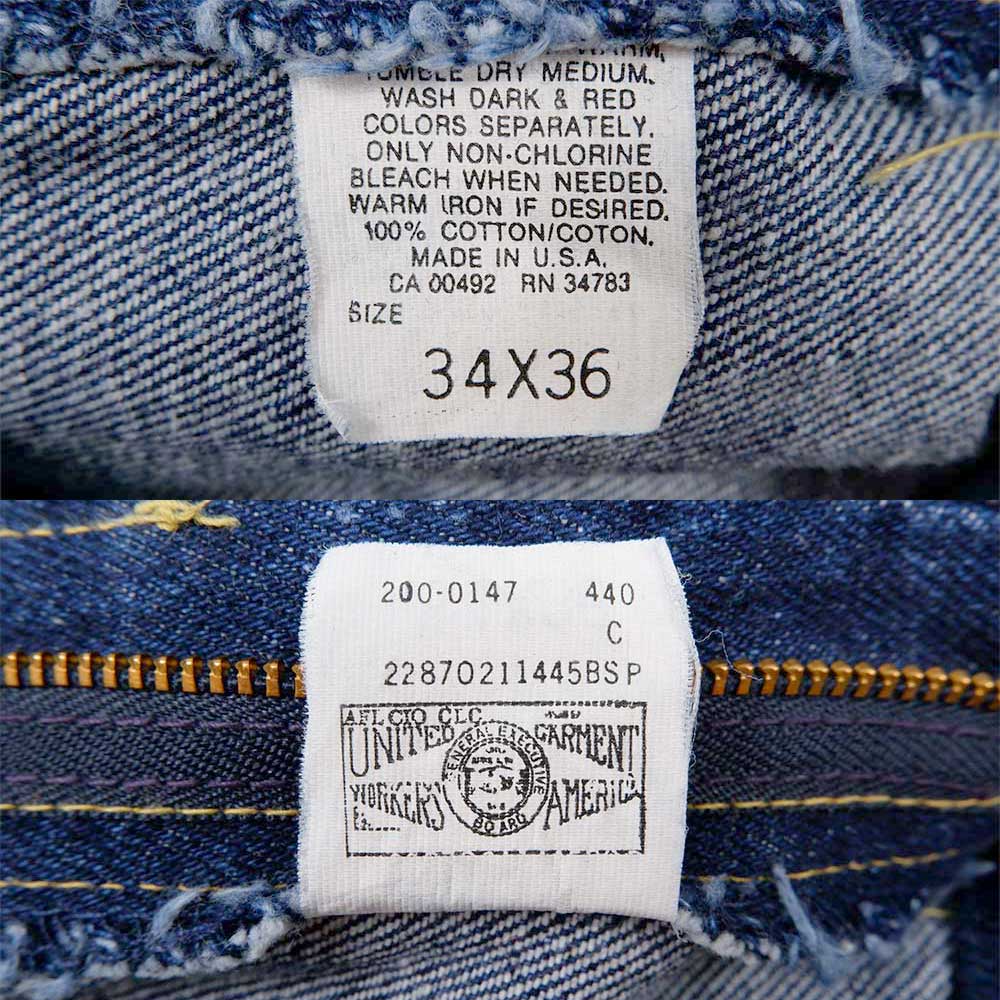 WARM,
TUMBLE DRY MEDIUM.
WASH DARK & RED
COLORS SEPARATELY.
ONLY NON-CHLORINE
BLEACH WHEN NEEDED.
WARM IRON IF DESIRED.
100% COTTON/COTON.
MADE IN U.S.A.
CA 00492 RN 34783
SIZE
34X36
200-0147 440
C
22870211445BSP
AFL CIO CLC
UNITED GARMENT
GENERAL EXECUTIVE
WORKERS AMERICA
BOARD